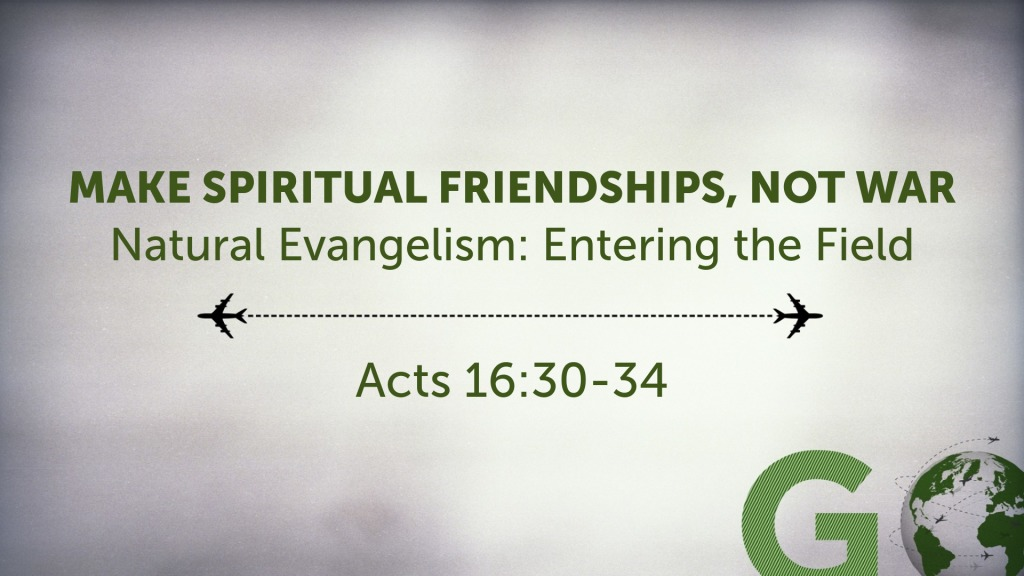 MAKE SPIRITUAL FRIENDSHIPS, NOT WAR
Natural Evangelism: Entering the Field
Acts 16:30-34
GO